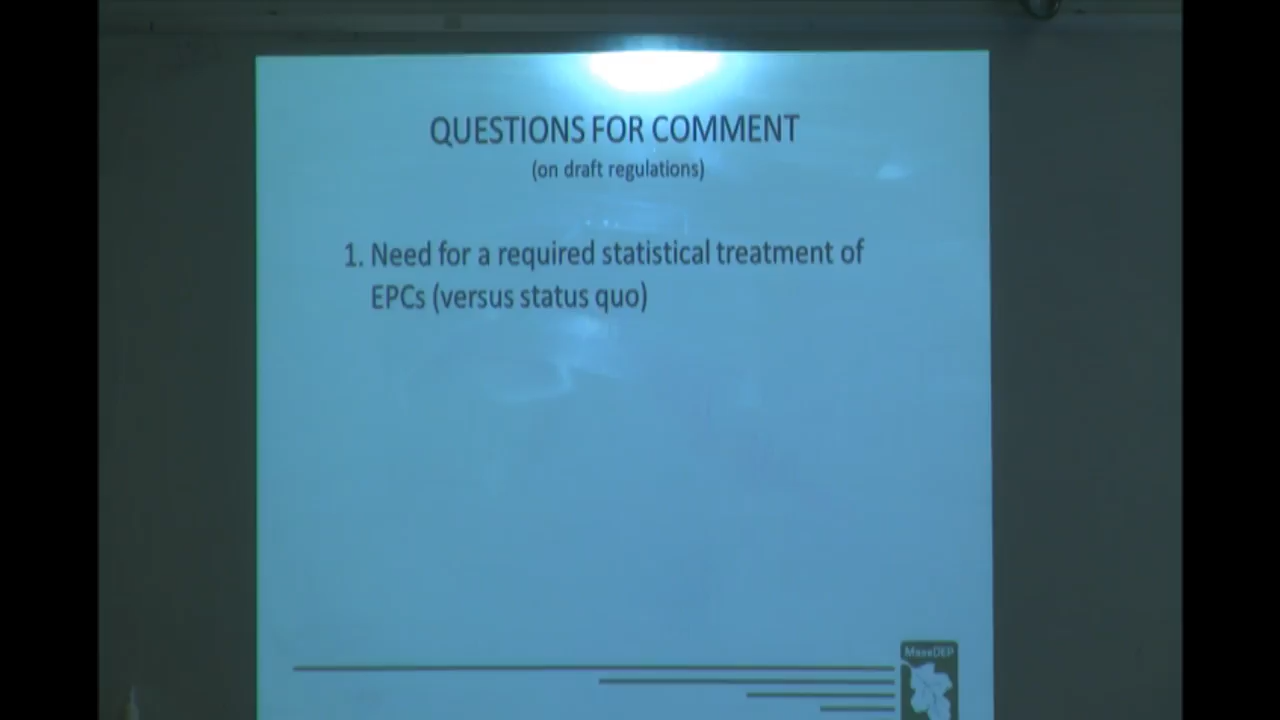 QUESTIONS FOR COMMENT
(on draft regulations)
1. Need for a required statistical treatment of
EPCs (versus status quo)
MassDEP